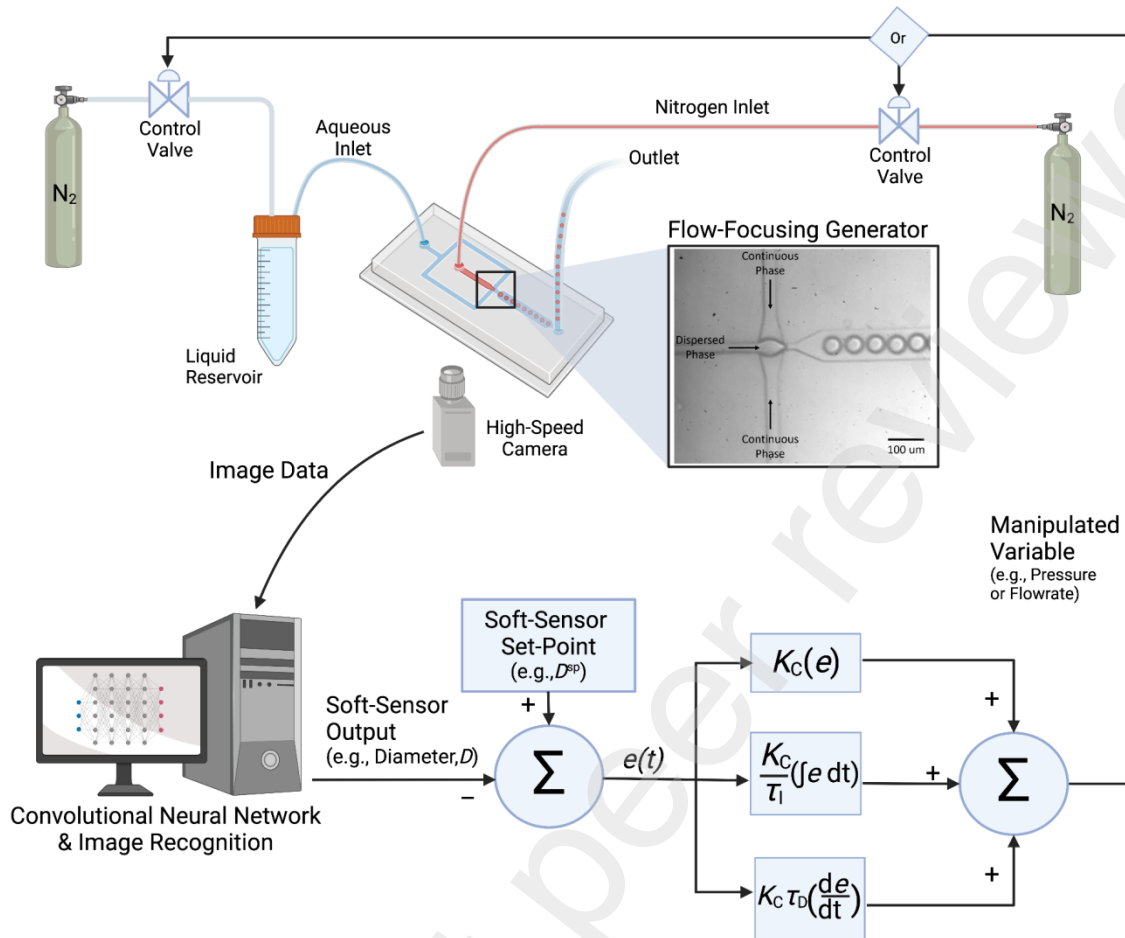 Or
Control
Valve
N2
Aqueous
Inlet
Nitrogen Inlet
Outlet
Control
Valve
N2
Liquid
Reservoir
High-Speed
Camera
Flow-Focusing Generator
Continuous
Phase
Dispersed
Phase
Continuous
Phase
100 um
Image Data
Manipulated
Variable
(e.g., Pressure
or Flowrate)
Convolutional Neural Network
& Image Recognition
Soft-Sensor
Output
(e.g., Diameter,D)
−
Soft-Sensor
Set-Point
(e.g.,Dsp)
+
Σ
e(t)
KC(e)
+
KC/τI(∫e dt)
+
KC τD(de/dt)
+
Σ
t peer reviewe